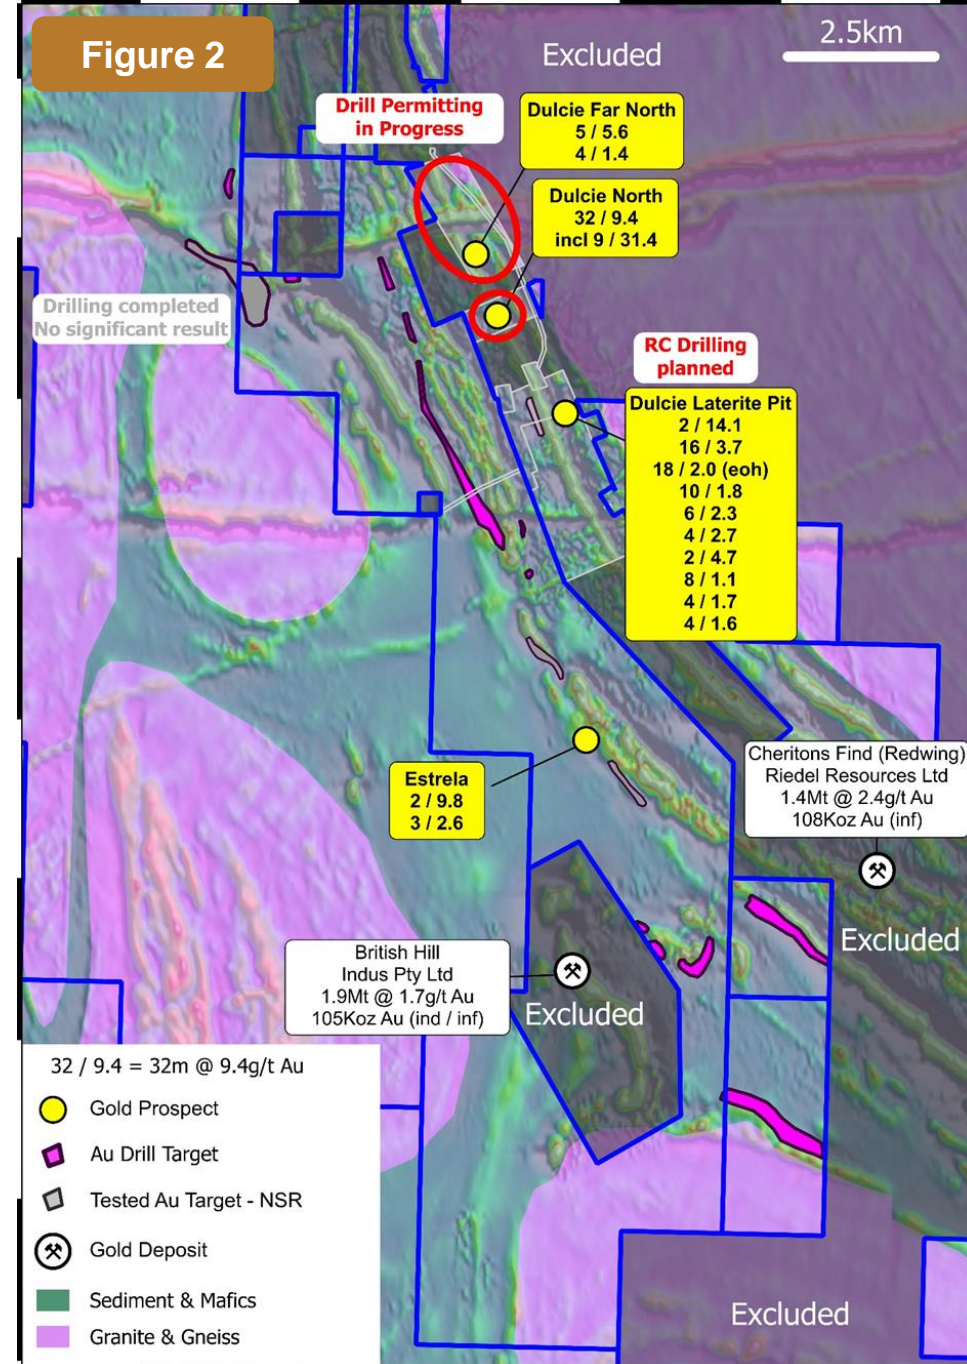 Figure 2
Excluded
2.5km
Drill Permitting
in Progress
Dulcie Far North
5 / 5.6
4 / 1.4
Dulcie North
32 / 9.4
incl 9 / 31.4
Drilling completed
No significant result
RC Drilling
planned
Dulcie Laterite Pit
2 / 14.1
16 / 3.7
18 / 2.0 (eoh)
10 / 1.8
6 / 2.3
4 / 2.7
2 / 4.7
8 / 1.1
4 / 1.7
4 / 1.6
Estrela
2 / 9.8
3 / 2.6
Cheritons Find (Redwing)
Riedel Resources Ltd
1.4Mt @ 2.4g/t Au
108Koz Au (inf)
Excluded
British Hill
Indus Pty Ltd
1.9Mt @ 1.7g/t Au
105Koz Au (ind / inf)
Excluded
32 / 9.4 = 32m @ 9.4g/t Au
Gold Prospect
Au Drill Target
Tested Au Target - NSR
Gold Deposit
Sediment & Mafics
Granite & Gneiss
Excluded